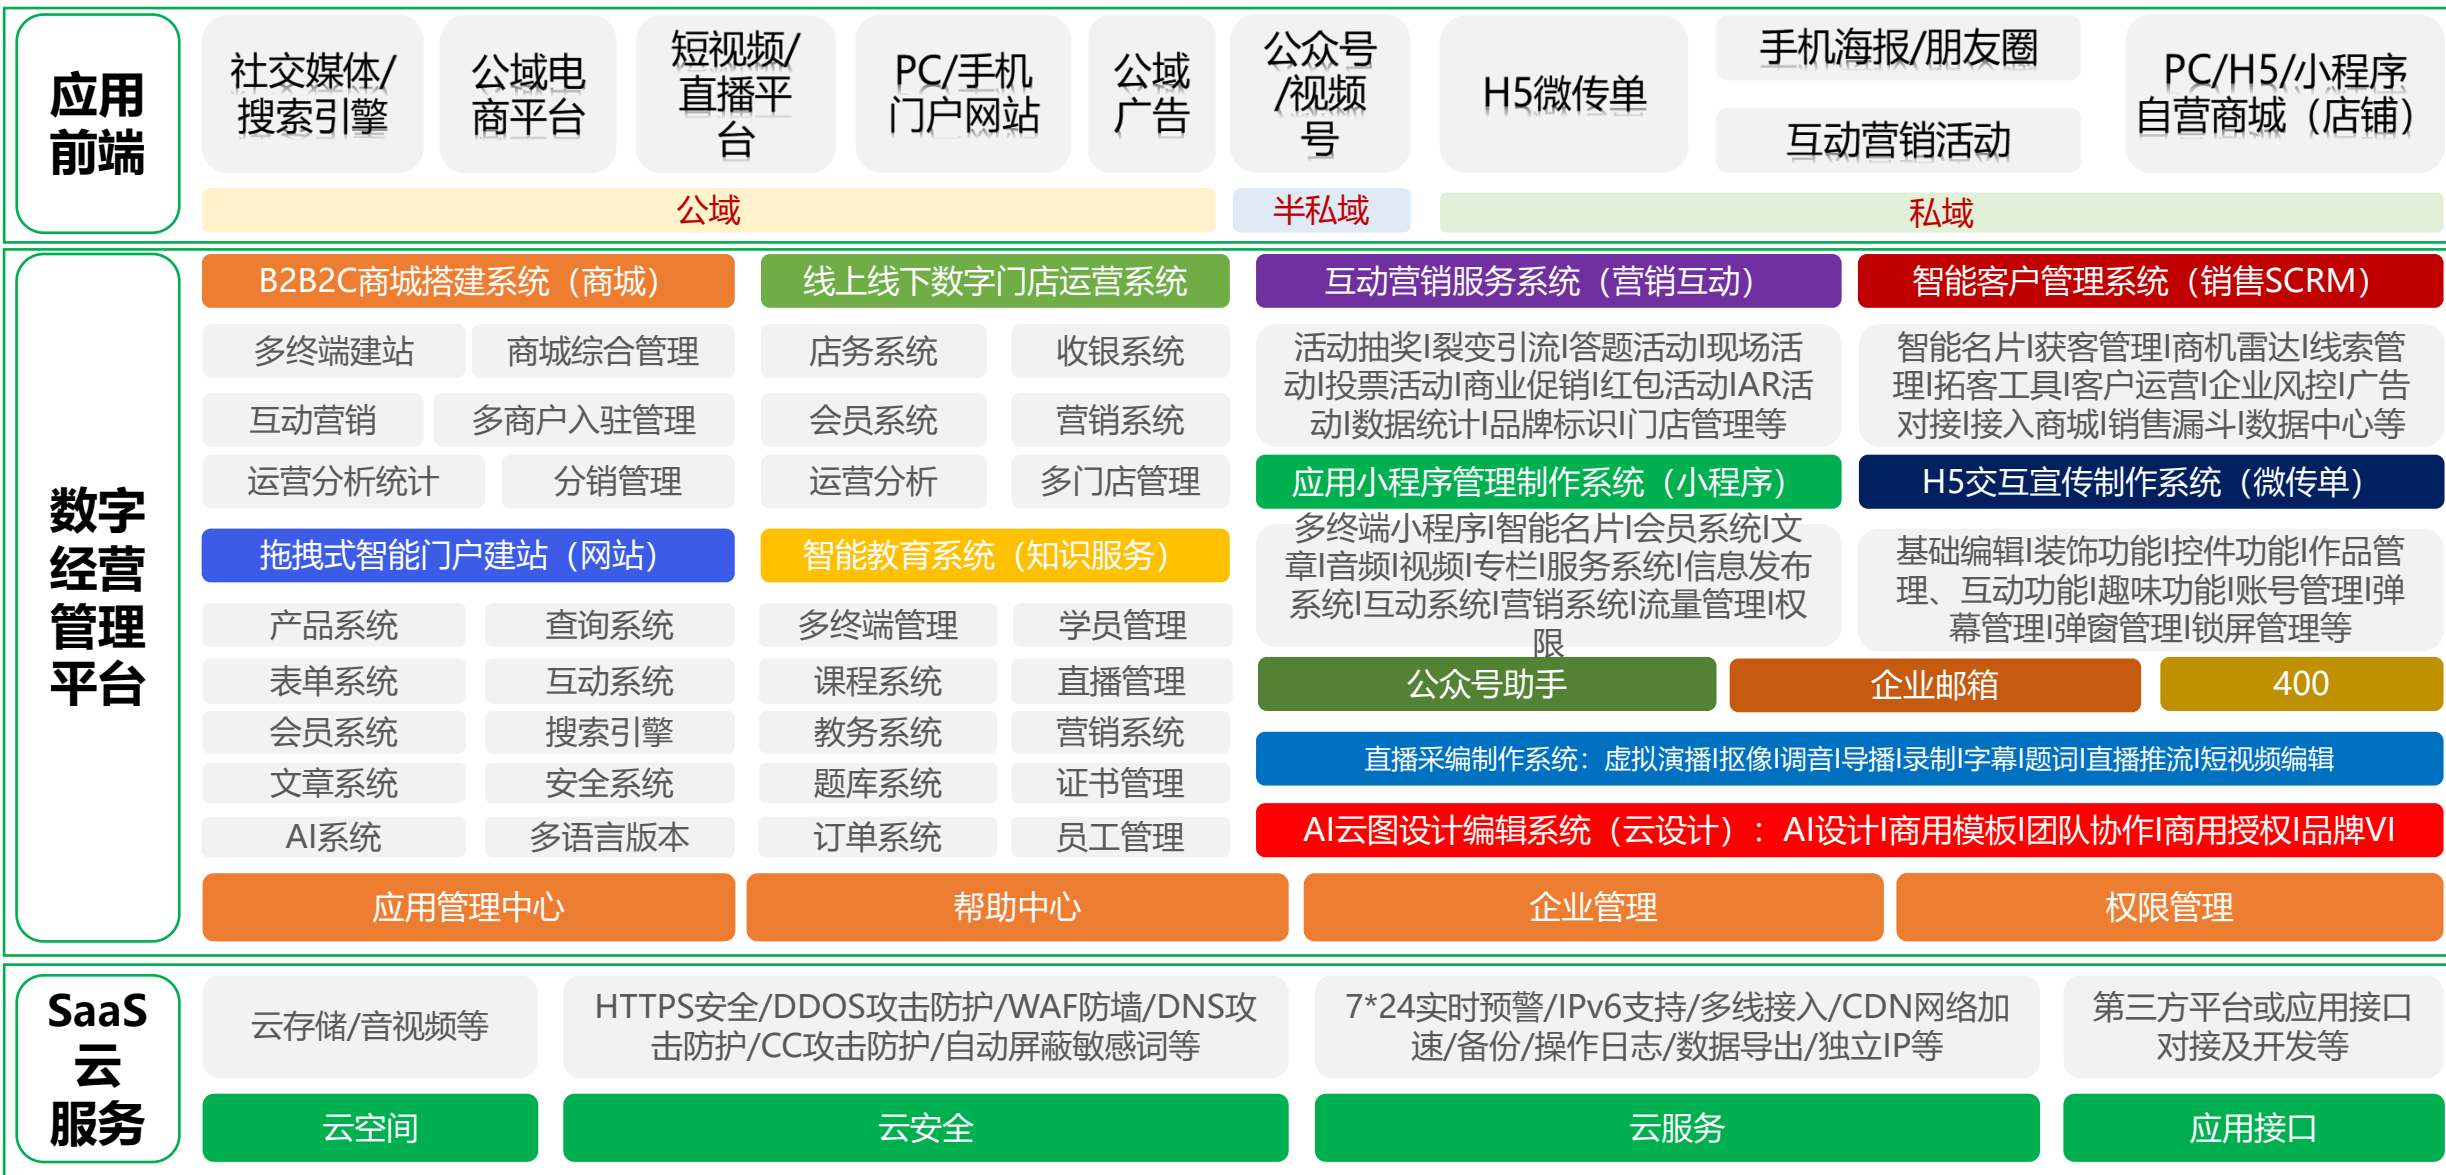 应用
前端
社交媒体/
搜索引擎
公域电
商平台
短视频/
直播平
台
PC/手机
门户网站
公域
广告
公众号
/视频
号
H5微传单
手机海报/朋友圈
互动营销活动
PC/H5/小程序
自营商城（店铺）
公域
半私域
私域
数字
经营
管理
平台
B2B2C商城搭建系统（商城）
多终端建站
商城综合管理
互动营销
多商户入驻管理
运营分析统计
分销管理
线上线下数字门店运营系统
店务系统
收银系统
会员系统
营销系统
运营分析
多门店管理
互动营销服务系统（营销互动）
活动抽奖I裂变引流I答题活动I现场活
动I投票活动I商业促销I红包活动IAR活
动I数据统计I品牌标识I门店管理等
智能客户管理系统（销售SCRM）
智能名片I获客管理I商机雷达I线索管
理I拓客工具I客户运营I企业风控I广告
对接I接入商城I销售漏斗I数据中心等
拖拽式智能门户建站（网站）
产品系统
查询系统
表单系统
互动系统
会员系统
搜索引擎
文章系统
安全系统
AI系统
多语言版本
智能教育系统（知识服务）
多终端管理
学员管理
课程系统
直播管理
教务系统
营销系统
题库系统
证书管理
订单系统
员工管理
应用小程序管理制作系统（小程序）
多终端小程序I智能名片I会员系统I文
章I音频I视频I专栏I服务系统I信息发布
系统I互动系统I营销系统I流量管理I权
限
H5交互宣传制作系统（微传单）
基础编辑I装饰功能I控件功能I作品管
理、互动功能I趣味功能I账号管理I弹
幕管理I弹窗管理I锁屏管理等
公众号助手
企业邮箱
400
直播采编制作系统：虚拟演播I抠像I调音I导播I录制I字幕I题词I直播推流I短视频编辑
AI云图设计编辑系统（云设计）：AI设计I商用模板I团队协作I商用授权I品牌VI
应用管理中心
帮助中心
企业管理
权限管理
SaaS
云
服务
云存储/音视频等
HTTPS安全/DDOS攻击防护/WAF防墙/DNS攻
击防护/CC攻击防护/自动屏蔽敏感词等
7*24实时预警/IPv6支持/多线接入/CDN网络加
速/备份/操作日志/数据导出/独立IP等
第三方平台或应用接口
对接及开发等
云空间
云安全
云服务
应用接口